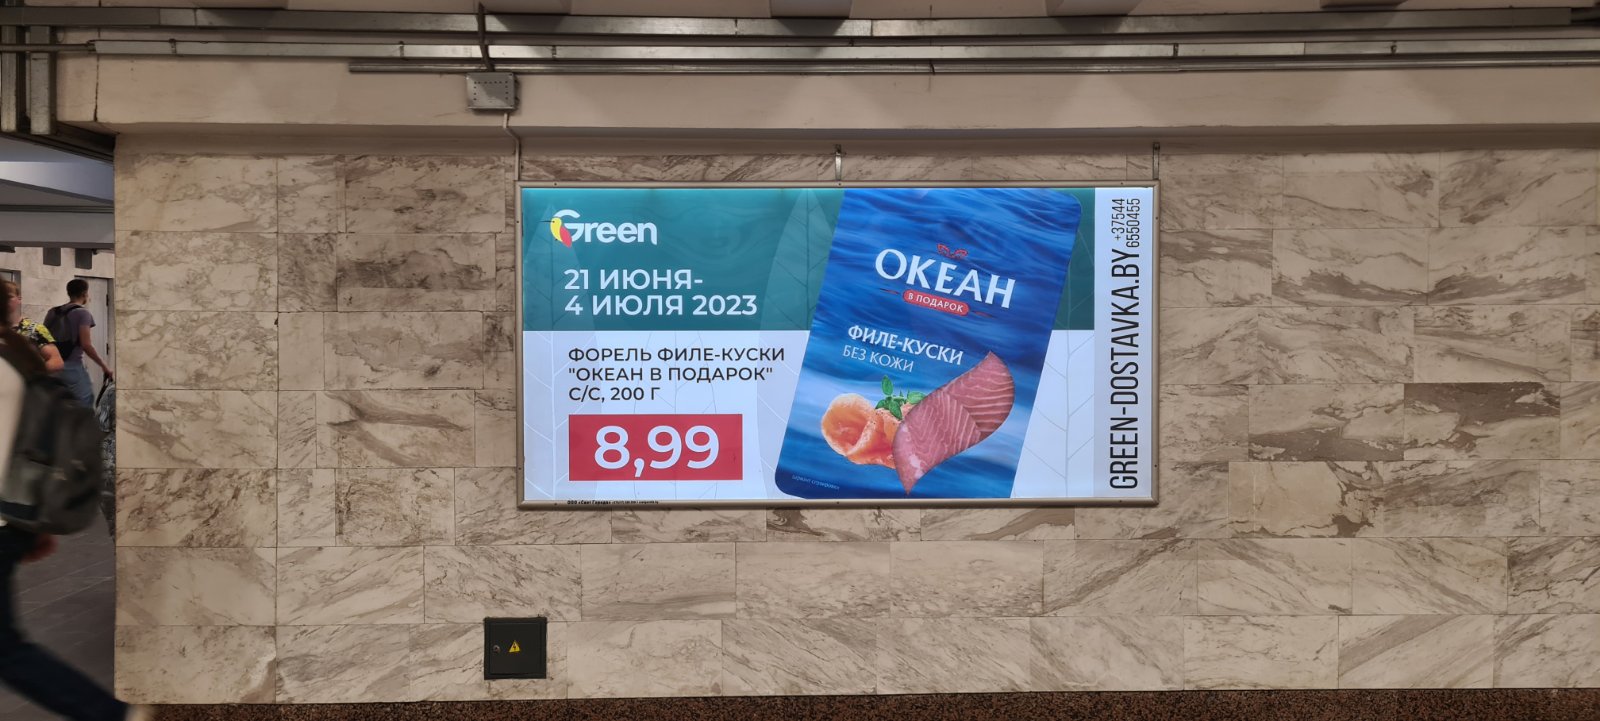 Green
21 ИЮНЯ-
4 ИЮЛЯ 2023
ФОРЕЛЬ ФИЛЕ-КУСКИ
"ОКЕАН В ПОДАРОК"
С/С, 200 Г
8,99
ОКЕАН
В ПОДАРОК
ФИЛЕ-КУСКИ
БЕЗ КОЖИ
GREEN-DOSTAVKA.BY
+37544
6550455